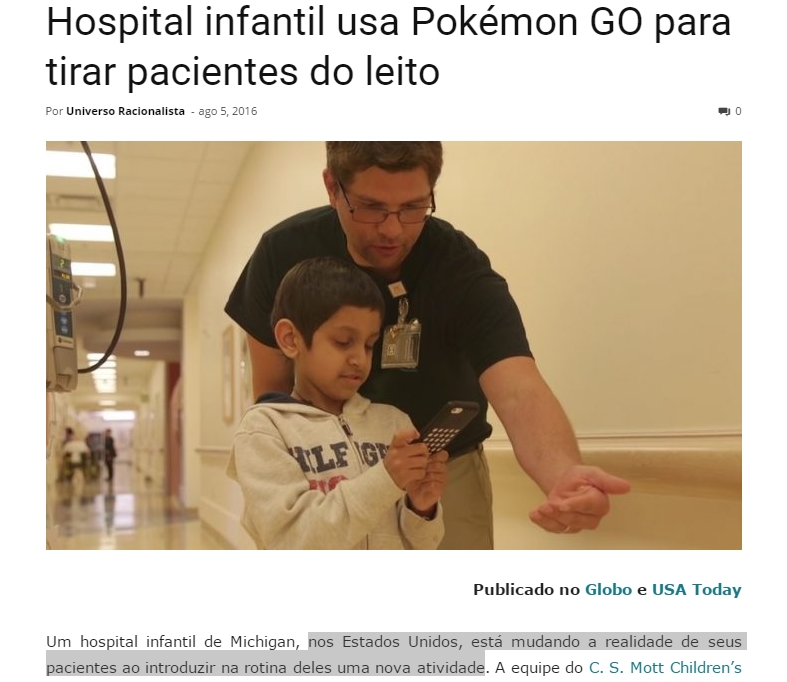 Hospital infantil usa Pokémon GO para
tirar pacientes do leito
Por Universo Racionalista - ago 5, 2016
0
Publicado no Globo e USA Today
Um hospital infantil de Michigan, nos Estados Unidos, está mudando a realidade de seus
pacientes ao introduzir na rotina deles uma nova atividade. A equipe do C. S. Mott Children’s